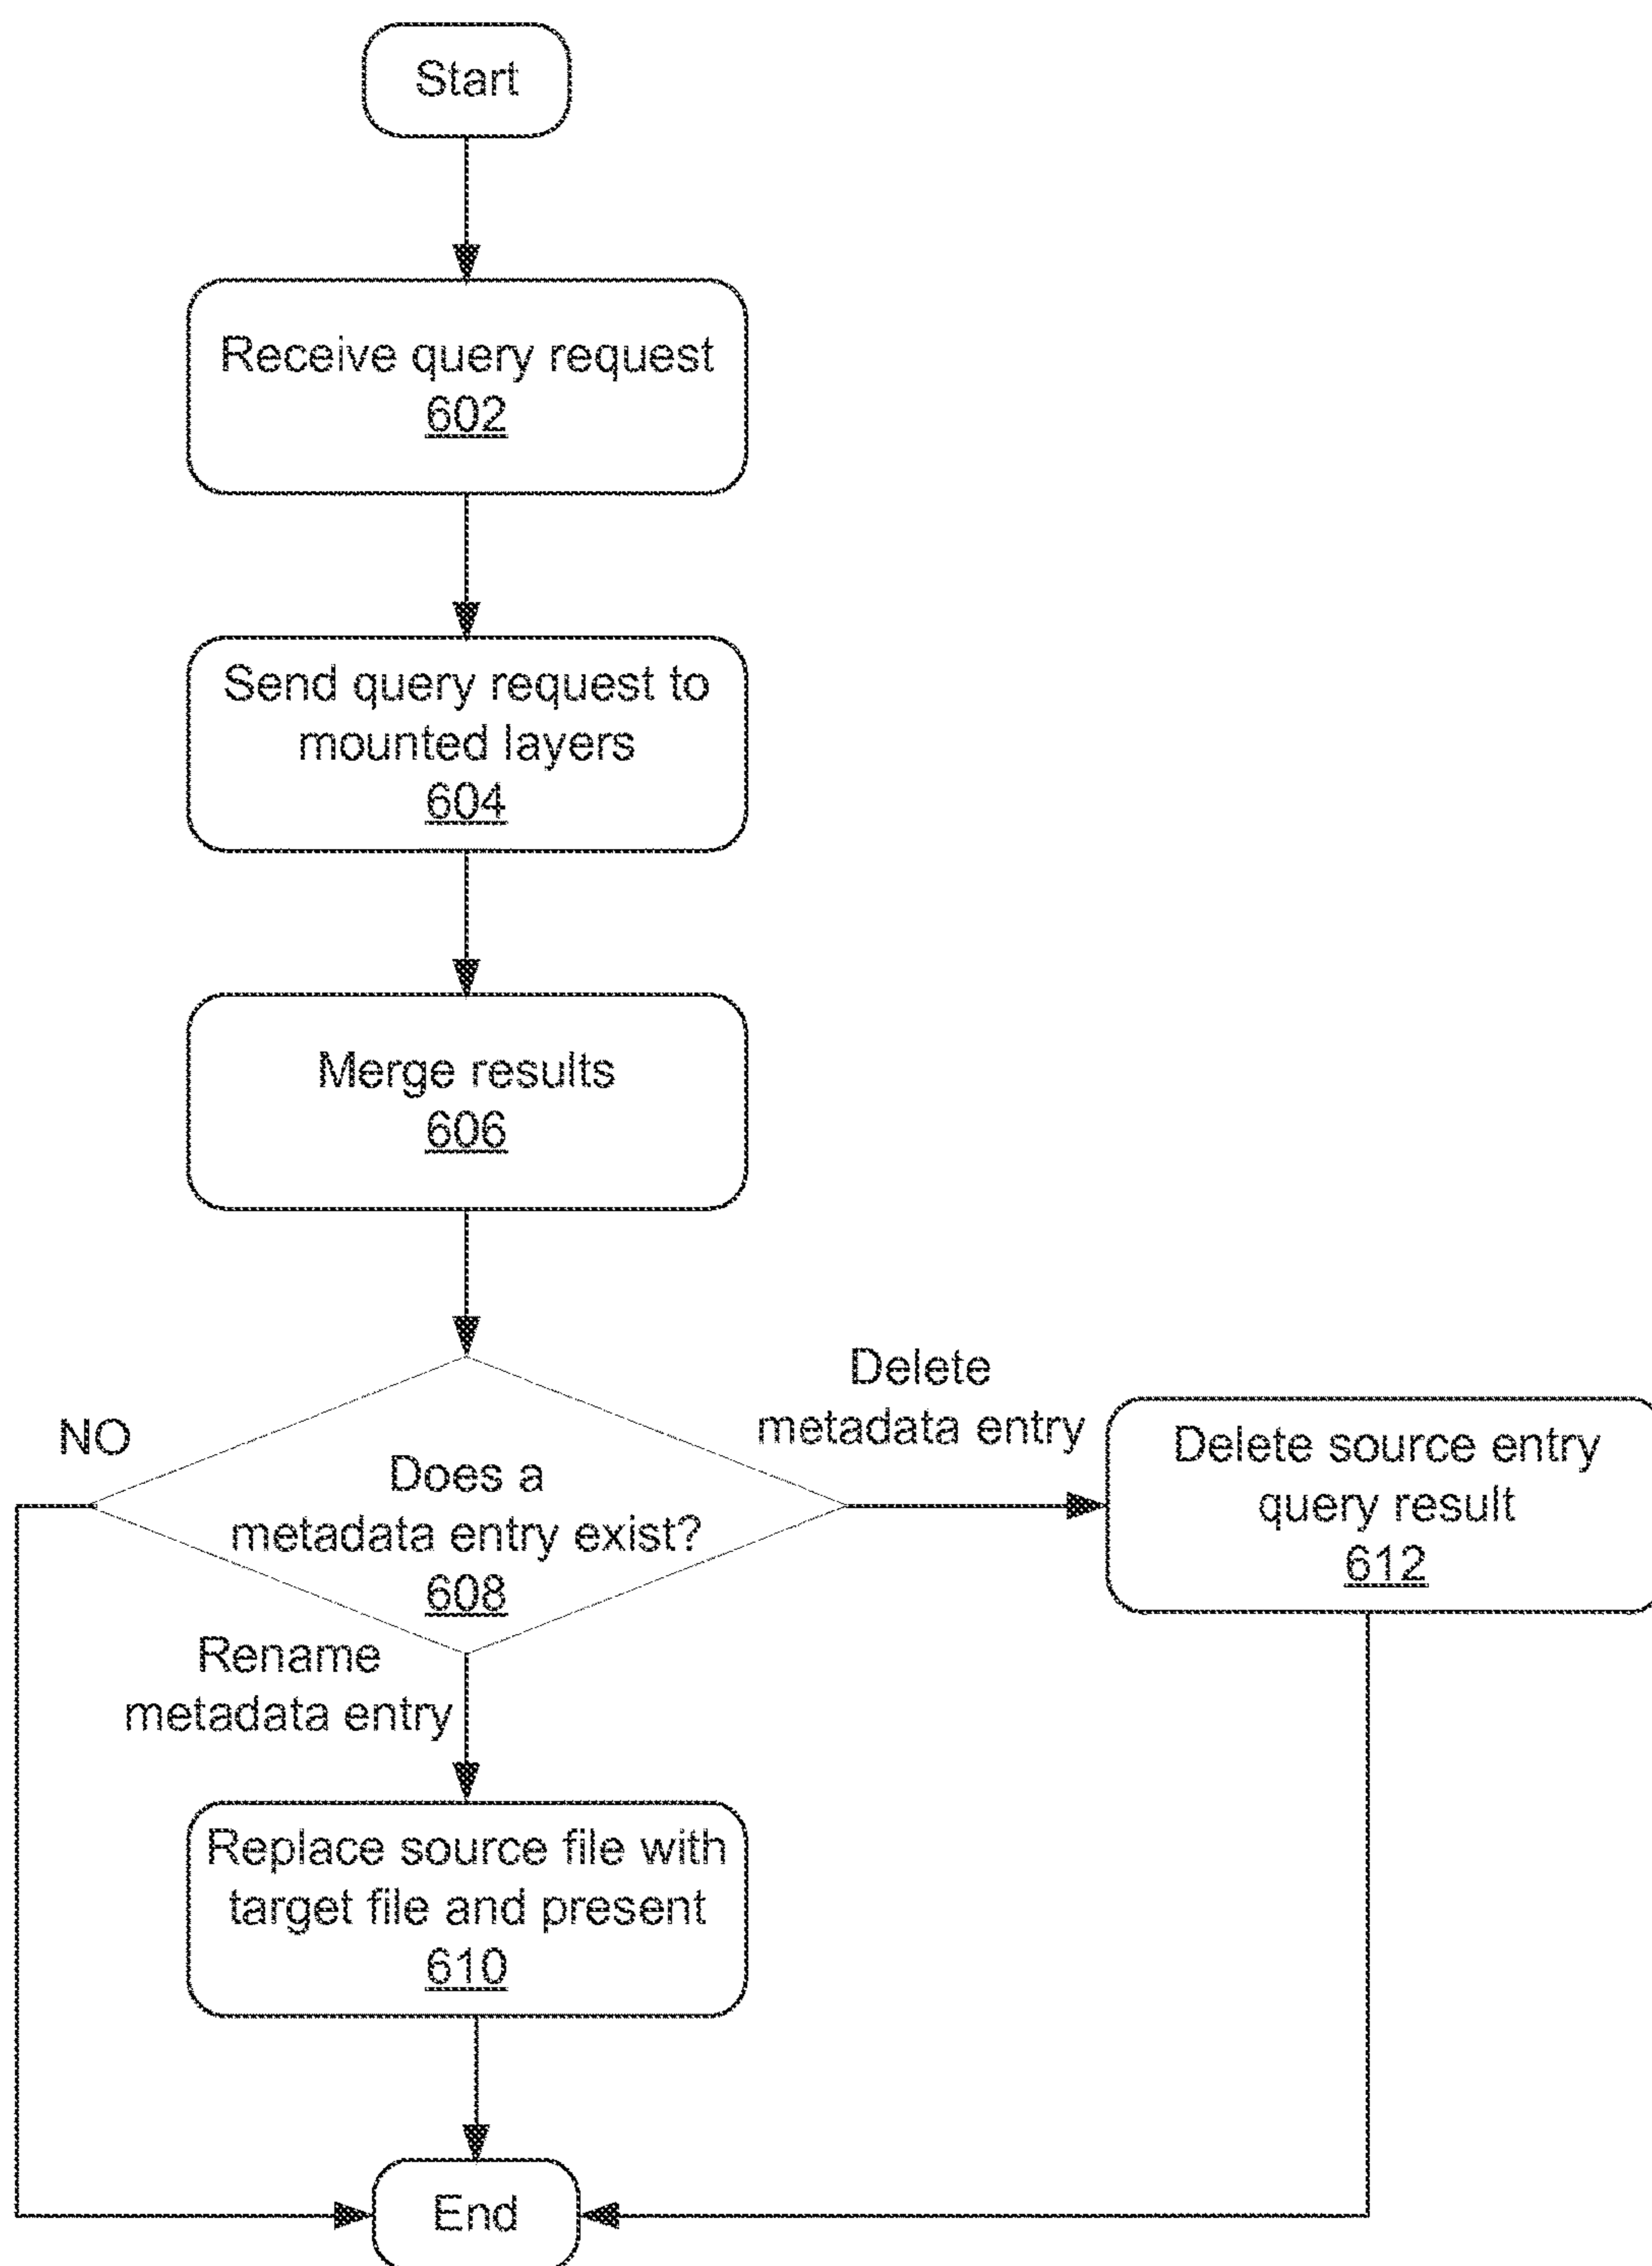 Start
Receive query request
602
Send query request to
mounted layers
604
Merge results
606
Does a
metadata entry exist?
608
NO
Delete
metadata entry
Delete source entry
query result
612
Rename
metadata entry
Replace source file with
target file and present
610
End